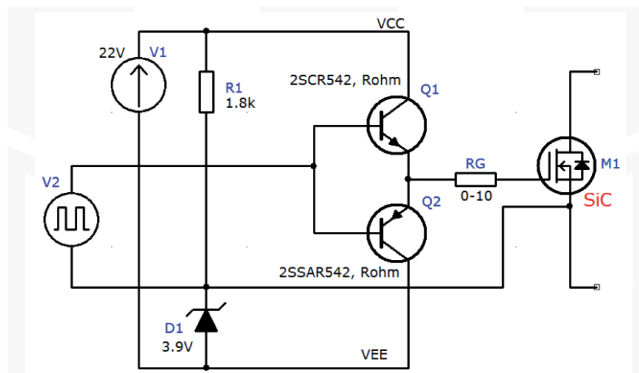 VCC
22V V1
R1
1.8k
2SCR542, Rohm
Q1
V2
RG
0-10
M1
SiC
Q2
2SSAR542, Rohm
D1
3.9V
VEE